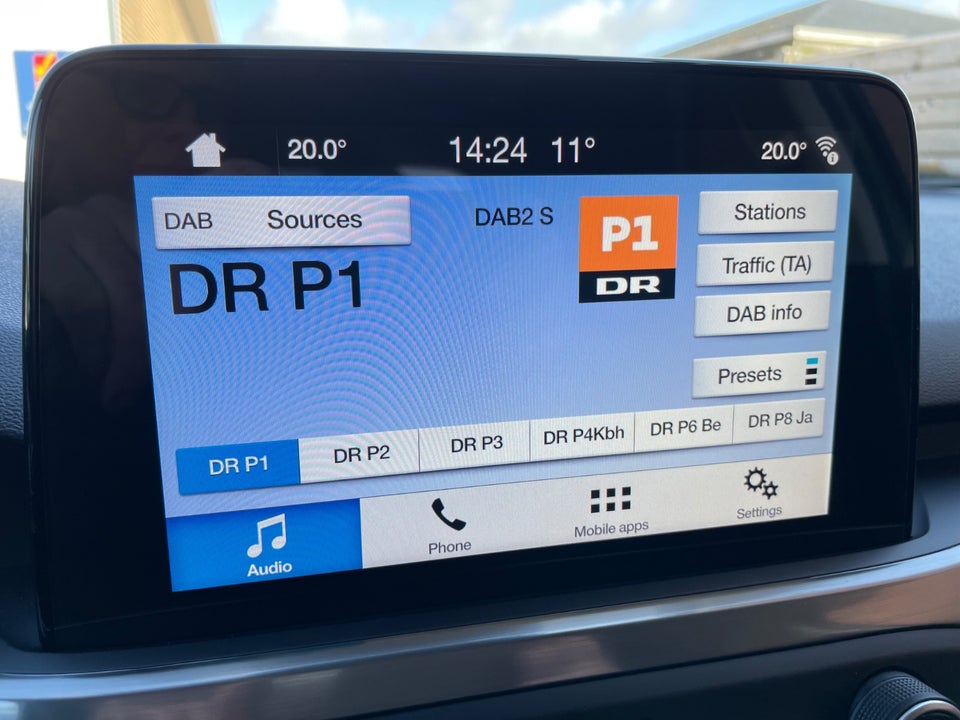 20.0° 14:24 11° 20.0°
DAB Sources DAB2 S P1 Stations
DR P1 DR Traffic (TA)
DAB info
Presets
DR P1 DR P2 DR P3 DR P4Kbh DR P6 Be DR P8 Ja
Audio Phone Mobile apps Settings